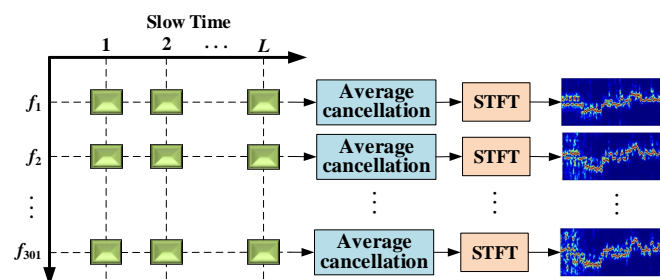 Slow Time
1 2 ... L
f1 Average cancellation STFT
f2 Average cancellation STFT
⋮ ⋮ ⋮ ⋮
f301 Average cancellation STFT